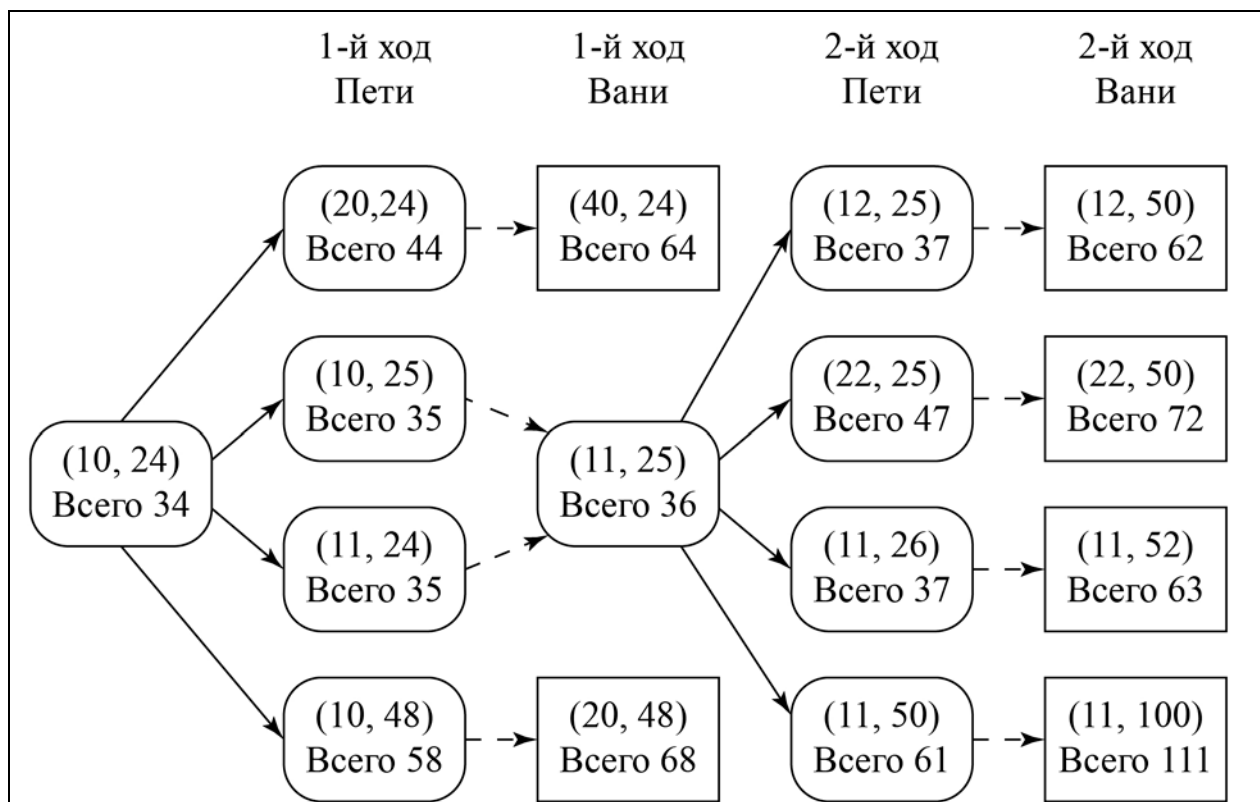 1-й ход Пети
1-й ход Вани
2-й ход Пети
2-й ход Вани
(20,24)
Всего 44
(40, 24)
Всего 64
(12, 25)
Всего 37
(12, 50)
Всего 62
(10, 25)
Всего 35
(22, 25)
Всего 47
(22, 50)
Всего 72
(10, 24)
Всего 34
(11, 25)
Всего 36
(11, 24)
Всего 35
(11, 26)
Всего 37
(11, 52)
Всего 63
(10, 48)
Всего 58
(20, 48)
Всего 68
(11, 50)
Всего 61
(11, 100)
Всего 111